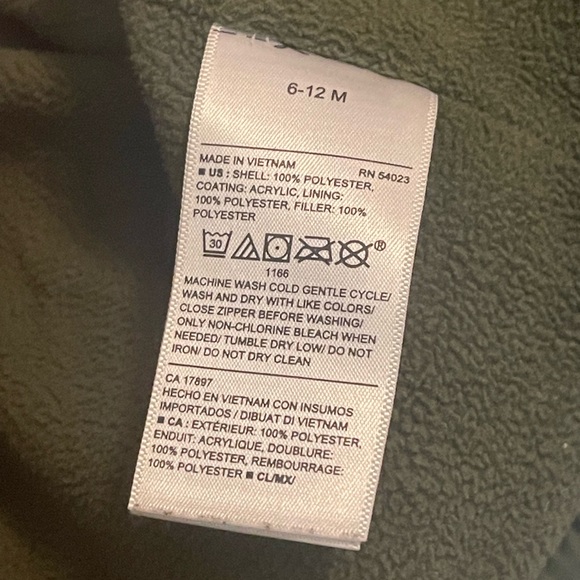 6-12 M
MADE IN VIETNAM RN 54023
■ US : SHELL: 100% POLYESTER,
COATING: ACRYLIC, LINING:
100% POLYESTER, FILLER: 100%
POLYESTER
30 ®
1166
MACHINE WASH COLD GENTLE CYCLE/
WASH AND DRY WITH LIKE COLORS/
CLOSE ZIPPER BEFORE WASHING/
ONLY NON-CHLORINE BLEACH WHEN
NEEDED/ TUMBLE DRY LOW/ DO NOT
IRON/ DO NOT DRY CLEAN
CA 17897
HECHO EN VIETNAM CON INSUMOS
IMPORTADOS / DIBUAT DI VIETNAM
■ CA : EXTÉRIEUR: 100% POLYESTER,
ENDUIT: ACRYLIQUE, DOUBLURE:
100% POLYESTER, REMBOURRAGE:
100% POLYESTER ■ CL/MX/